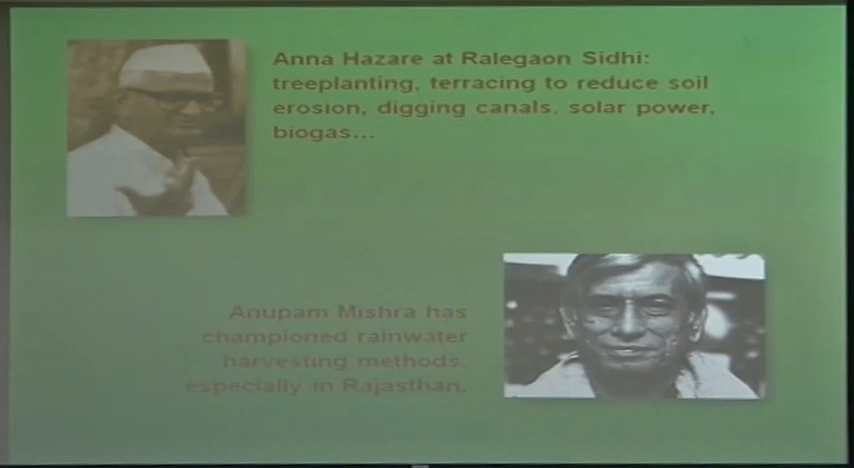 Anna Hazare at Ralegaon Sidhi:
treeplanting, terracing to reduce soil
erosion, digging canals, solar power,
biogas...
Anupam Mishra has
championed rainwater
harvesting methods,
especially in Rajasthan.